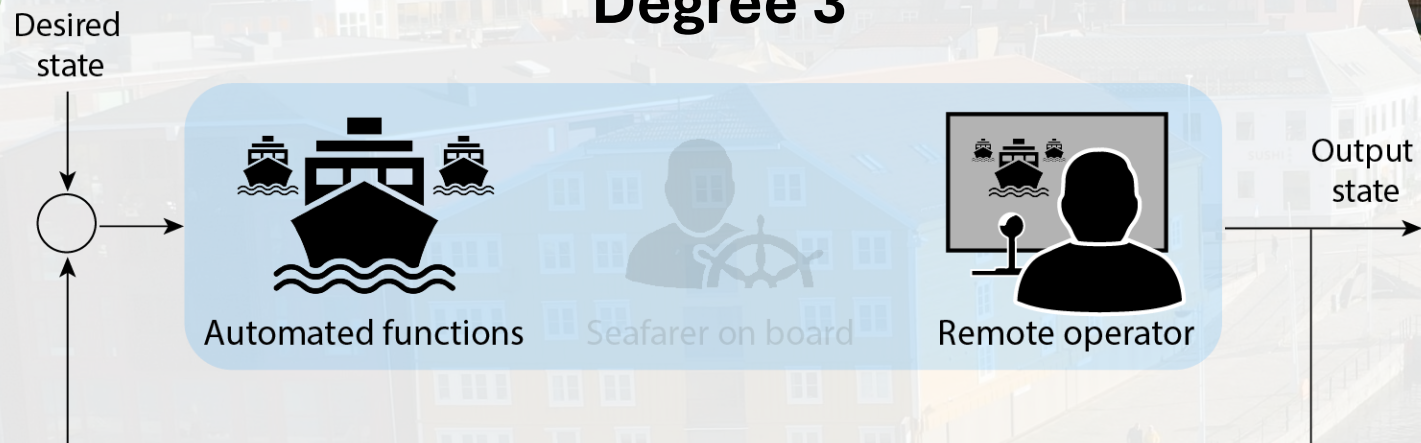 Degree 3
Desired
state
Output
state
Automated functions
Seafarer on board
Remote operator